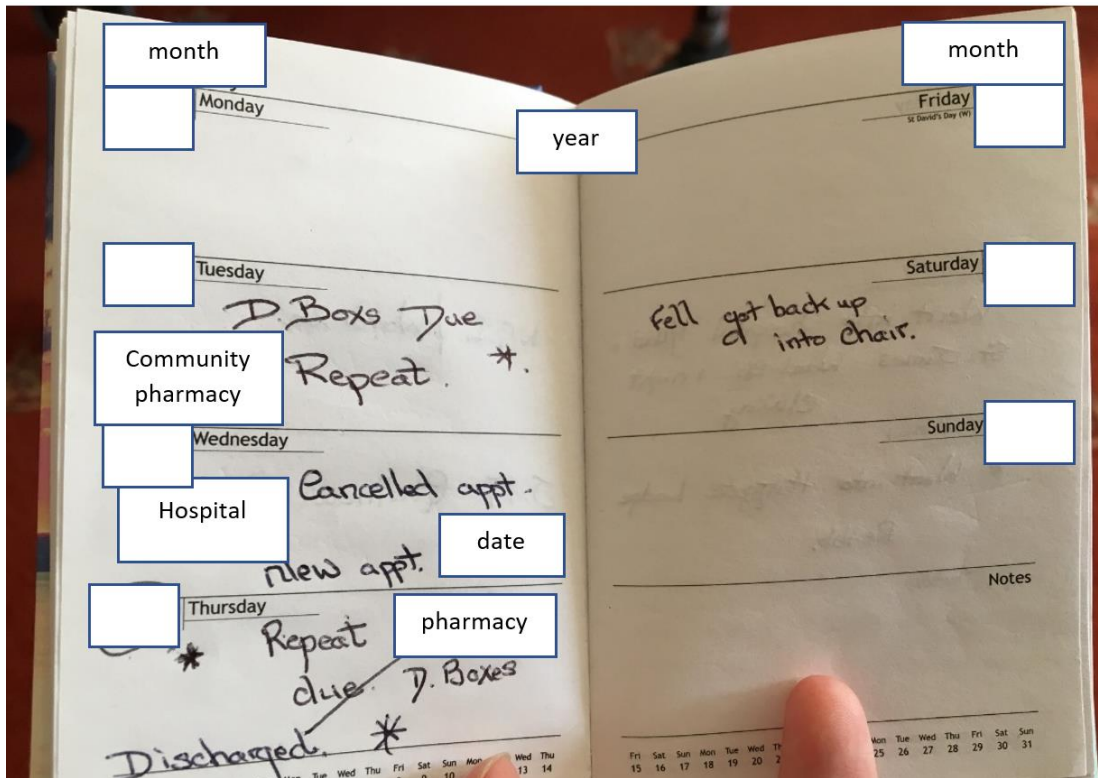 month
Monday
year
Tuesday
D. Boxs Due
Community
pharmacy
Repeat. *.
Wednesday
Hospital
Cancelled appt.
date
New appt.
Thursday
pharmacy
* Repeat
due. D. Boxes
Discharged. *
Wed Thu Fri Sat Sun Mon Wed Thu
9 10 13 14
month
Friday
St David's Day (W)
Saturday
Fell got back up
into chair.
Sunday
Notes
Fri Sat Sun Mon Tue Wed Mon Tue Wed Thu Fri Sat Sun
15 16 17 18 19 20 25 26 27 28 29 30 31